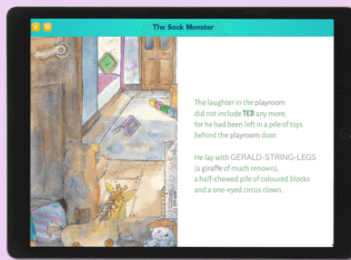 The Sock Monster
The laughter in the playroom
did not include TED any more,
for he had been left in a pile of toys
behind the playroom door.
He lay with GERALD-STRING-LEGS
(a giraffe of much renown),
a half-chewed pile of coloured blocks
and a one-eyed circus clown.